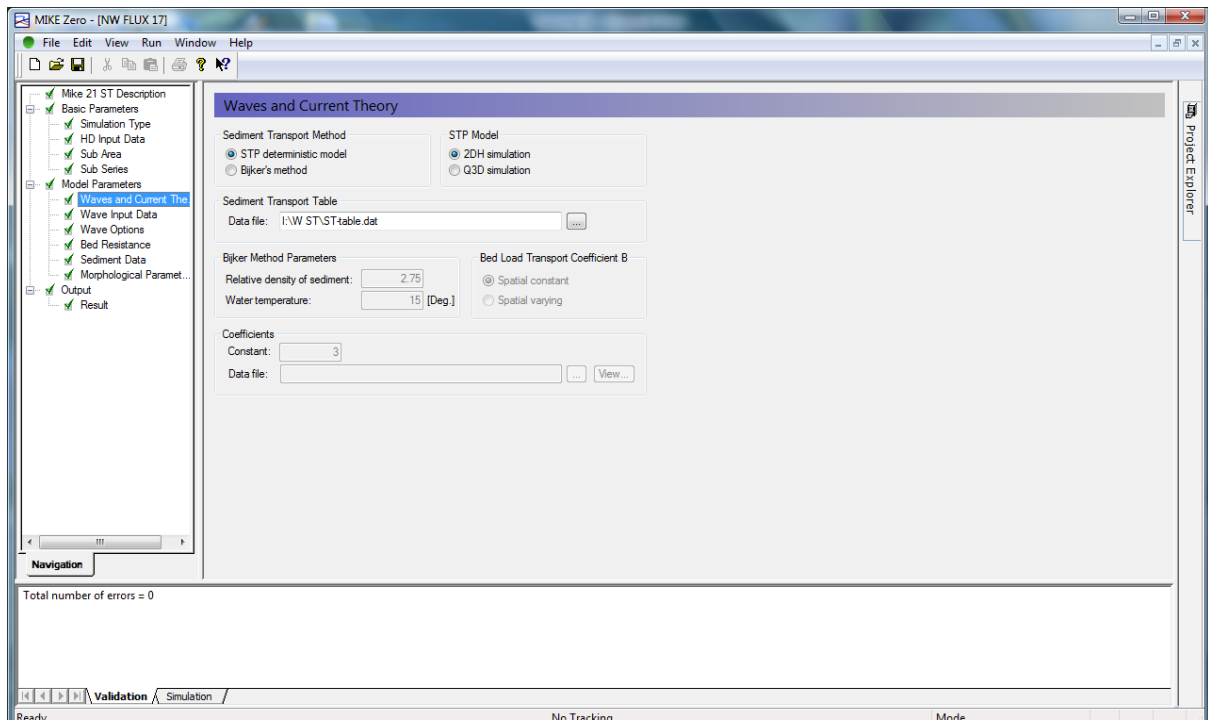 MIKE Zero - [NW FLUX 17]
File Edit View Run Window Help
Mike 21 ST Description
Basic Parameters
Simulation Type
HD Input Data
Sub Area
Sub Series
Model Parameters
Waves and Current The
Wave Input Data
Wave Options
Bed Resistance
Sediment Data
Morphological Paramet...
Output
Result
Navigation
Waves and Current Theory
Sediment Transport Method
STP deterministic model
Bijker's method
STP Model
2DH simulation
Q3D simulation
Sediment Transport Table
Data file: I:\W ST\ST-table.dat ...
Bijker Method Parameters
Relative density of sediment: 2.75
Water temperature: 15 [Deg.]
Bed Load Transport Coefficient B
Spatial constant
Spatial varying
Coefficients
Constant: 3
Data file: ... View...
Project Explorer
Total number of errors = 0
Validation Simulation
Ready No Tracking Mode